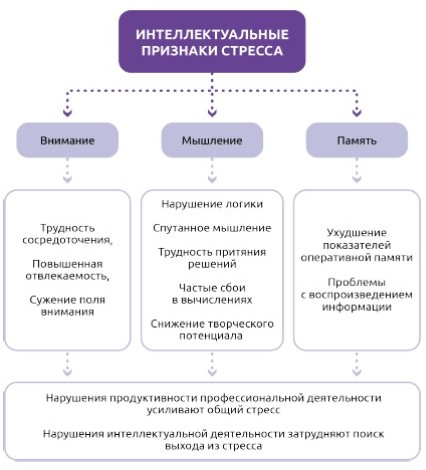 ИНТЕЛЛЕКТУАЛЬНЫЕ
ПРИЗНАКИ СТРЕССА
Внимание
Мышление
Память
Трудность
сосредоточения,
Повышенная
отвлекаемость,
Сужение поля
внимания
Нарушение логики
Спутанное мышление
Трудность притяния
решений
Частые сбои
в вычислениях
Снижение творческого
потенциала
Ухудшение
показателей
оперативной памяти
Проблемы
с воспроизведением
информации
Нарушения продуктивности профессиональной деятельности
усиливают общий стресс
Нарушения интеллектуальной деятельности затрудняют поиск
выхода из стресса